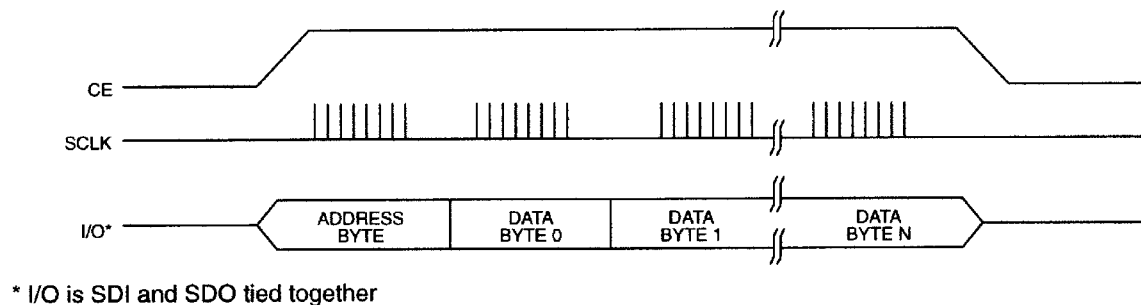 CE
SCLK
I/O*
ADDRESS
BYTE
DATA
BYTE 0
DATA
BYTE 1
DATA
BYTE N
* I/O is SDI and SDO tied together